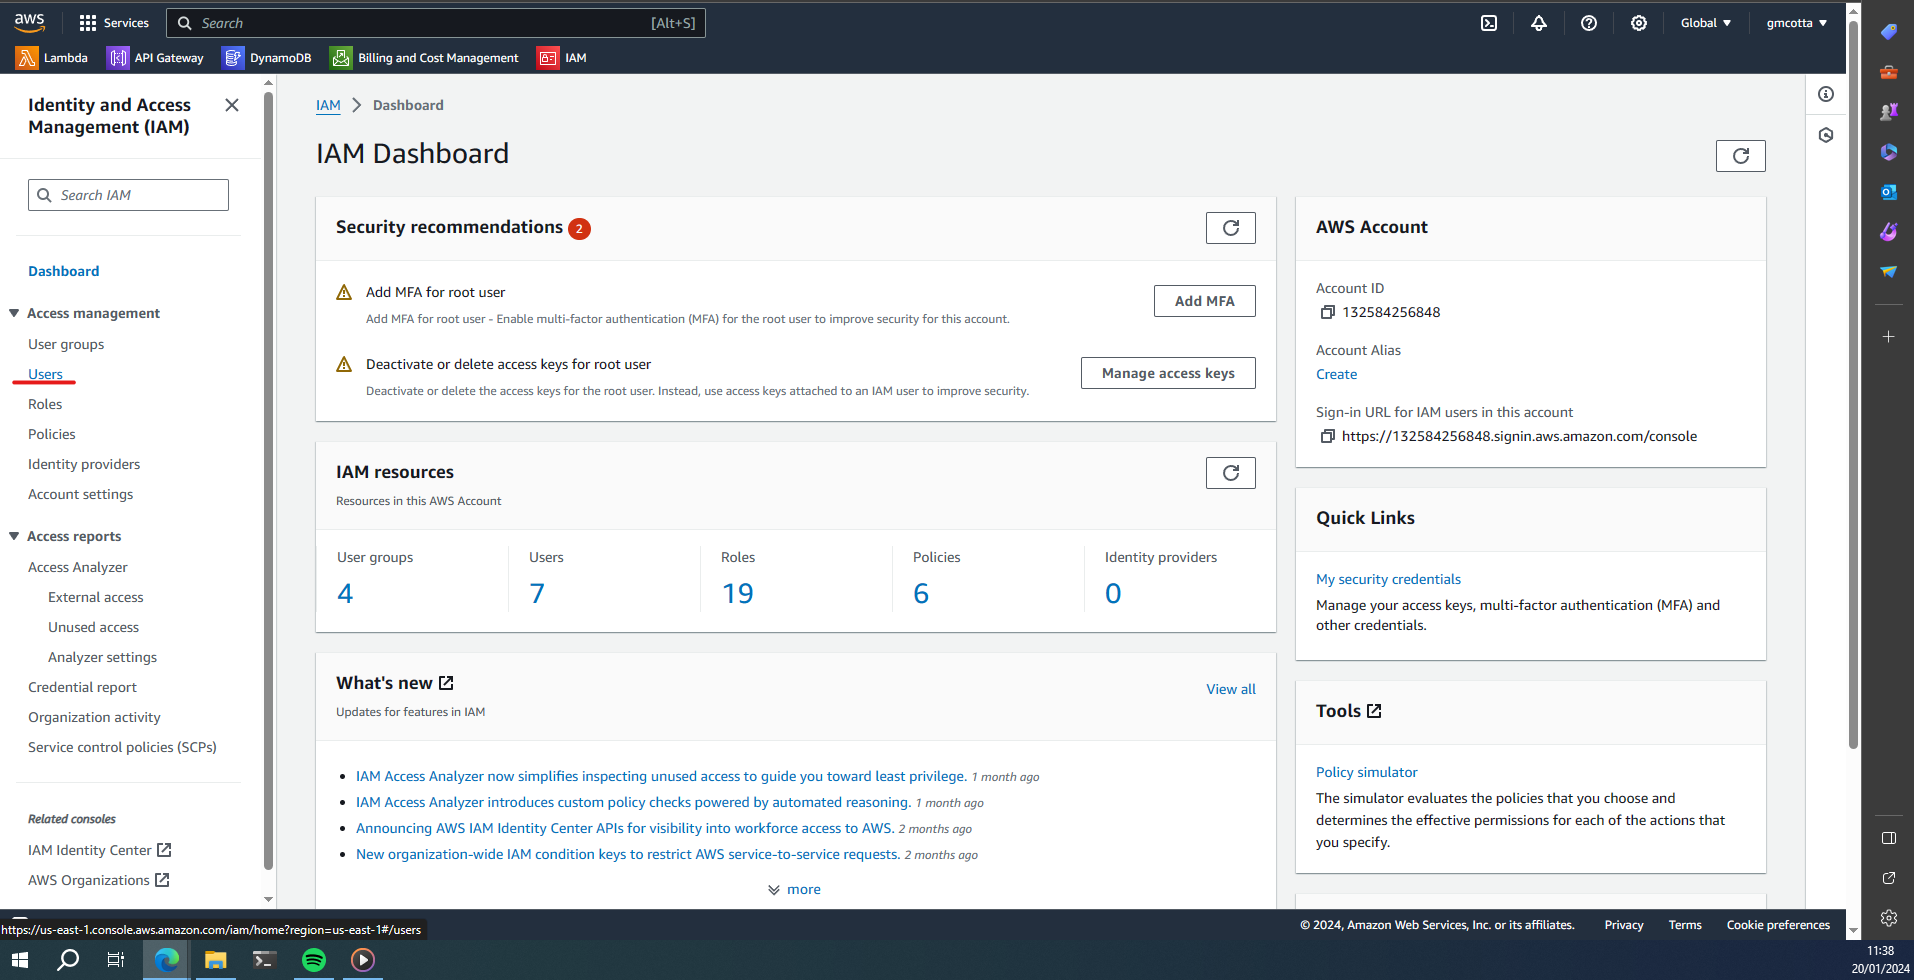 aws
Services
Search
[Alt+S]
Global
gmcotta
Lambda
API Gateway
DynamoDB
Billing and Cost Management
IAM
Identity and Access
Management (IAM)
Search IAM
Dashboard
Access management
User groups
Users
Roles
Policies
Identity providers
Account settings
Access reports
Access Analyzer
External access
Unused access
Analyzer settings
Credential report
Organization activity
Service control policies (SCPs)
Related consoles
IAM Identity Center
AWS Organizations
IAM
Dashboard
IAM Dashboard
Security recommendations
2
Add MFA for root user
Add MFA for root user - Enable multi-factor authentication (MFA) for the root user to improve security for this account.
Add MFA
Deactivate or delete access keys for root user
Deactivate or delete the access keys for the root user. Instead, use access keys attached to an IAM user to improve security.
Manage access keys
IAM resources
Resources in this AWS Account
User groups
4
Users
7
Roles
19
Policies
6
Identity providers
0
What's new
Updates for features in IAM
View all
IAM Access Analyzer now simplifies inspecting unused access to guide you toward least privilege. 1 month ago
IAM Access Analyzer introduces custom policy checks powered by automated reasoning. 1 month ago
Announcing AWS IAM Identity Center APIs for visibility into workforce access to AWS. 2 months ago
New organization-wide IAM condition keys to restrict AWS service-to-service requests. 2 months ago
more
AWS Account
Account ID
132584256848
Account Alias
Create
Sign-in URL for IAM users in this account
https://132584256848.signin.aws.amazon.com/console
Quick Links
My security credentials
Manage your access keys, multi-factor authentication (MFA) and
other credentials.
Tools
Policy simulator
The simulator evaluates the policies that you choose and
determines the effective permissions for each of the actions that
you specify.
© 2024, Amazon Web Services, Inc. or its affiliates.
Privacy
Terms
Cookie preferences
https://us-east-1.console.aws.amazon.com/iam/home?region=us-east-1#/users
11:38
20/01/2024